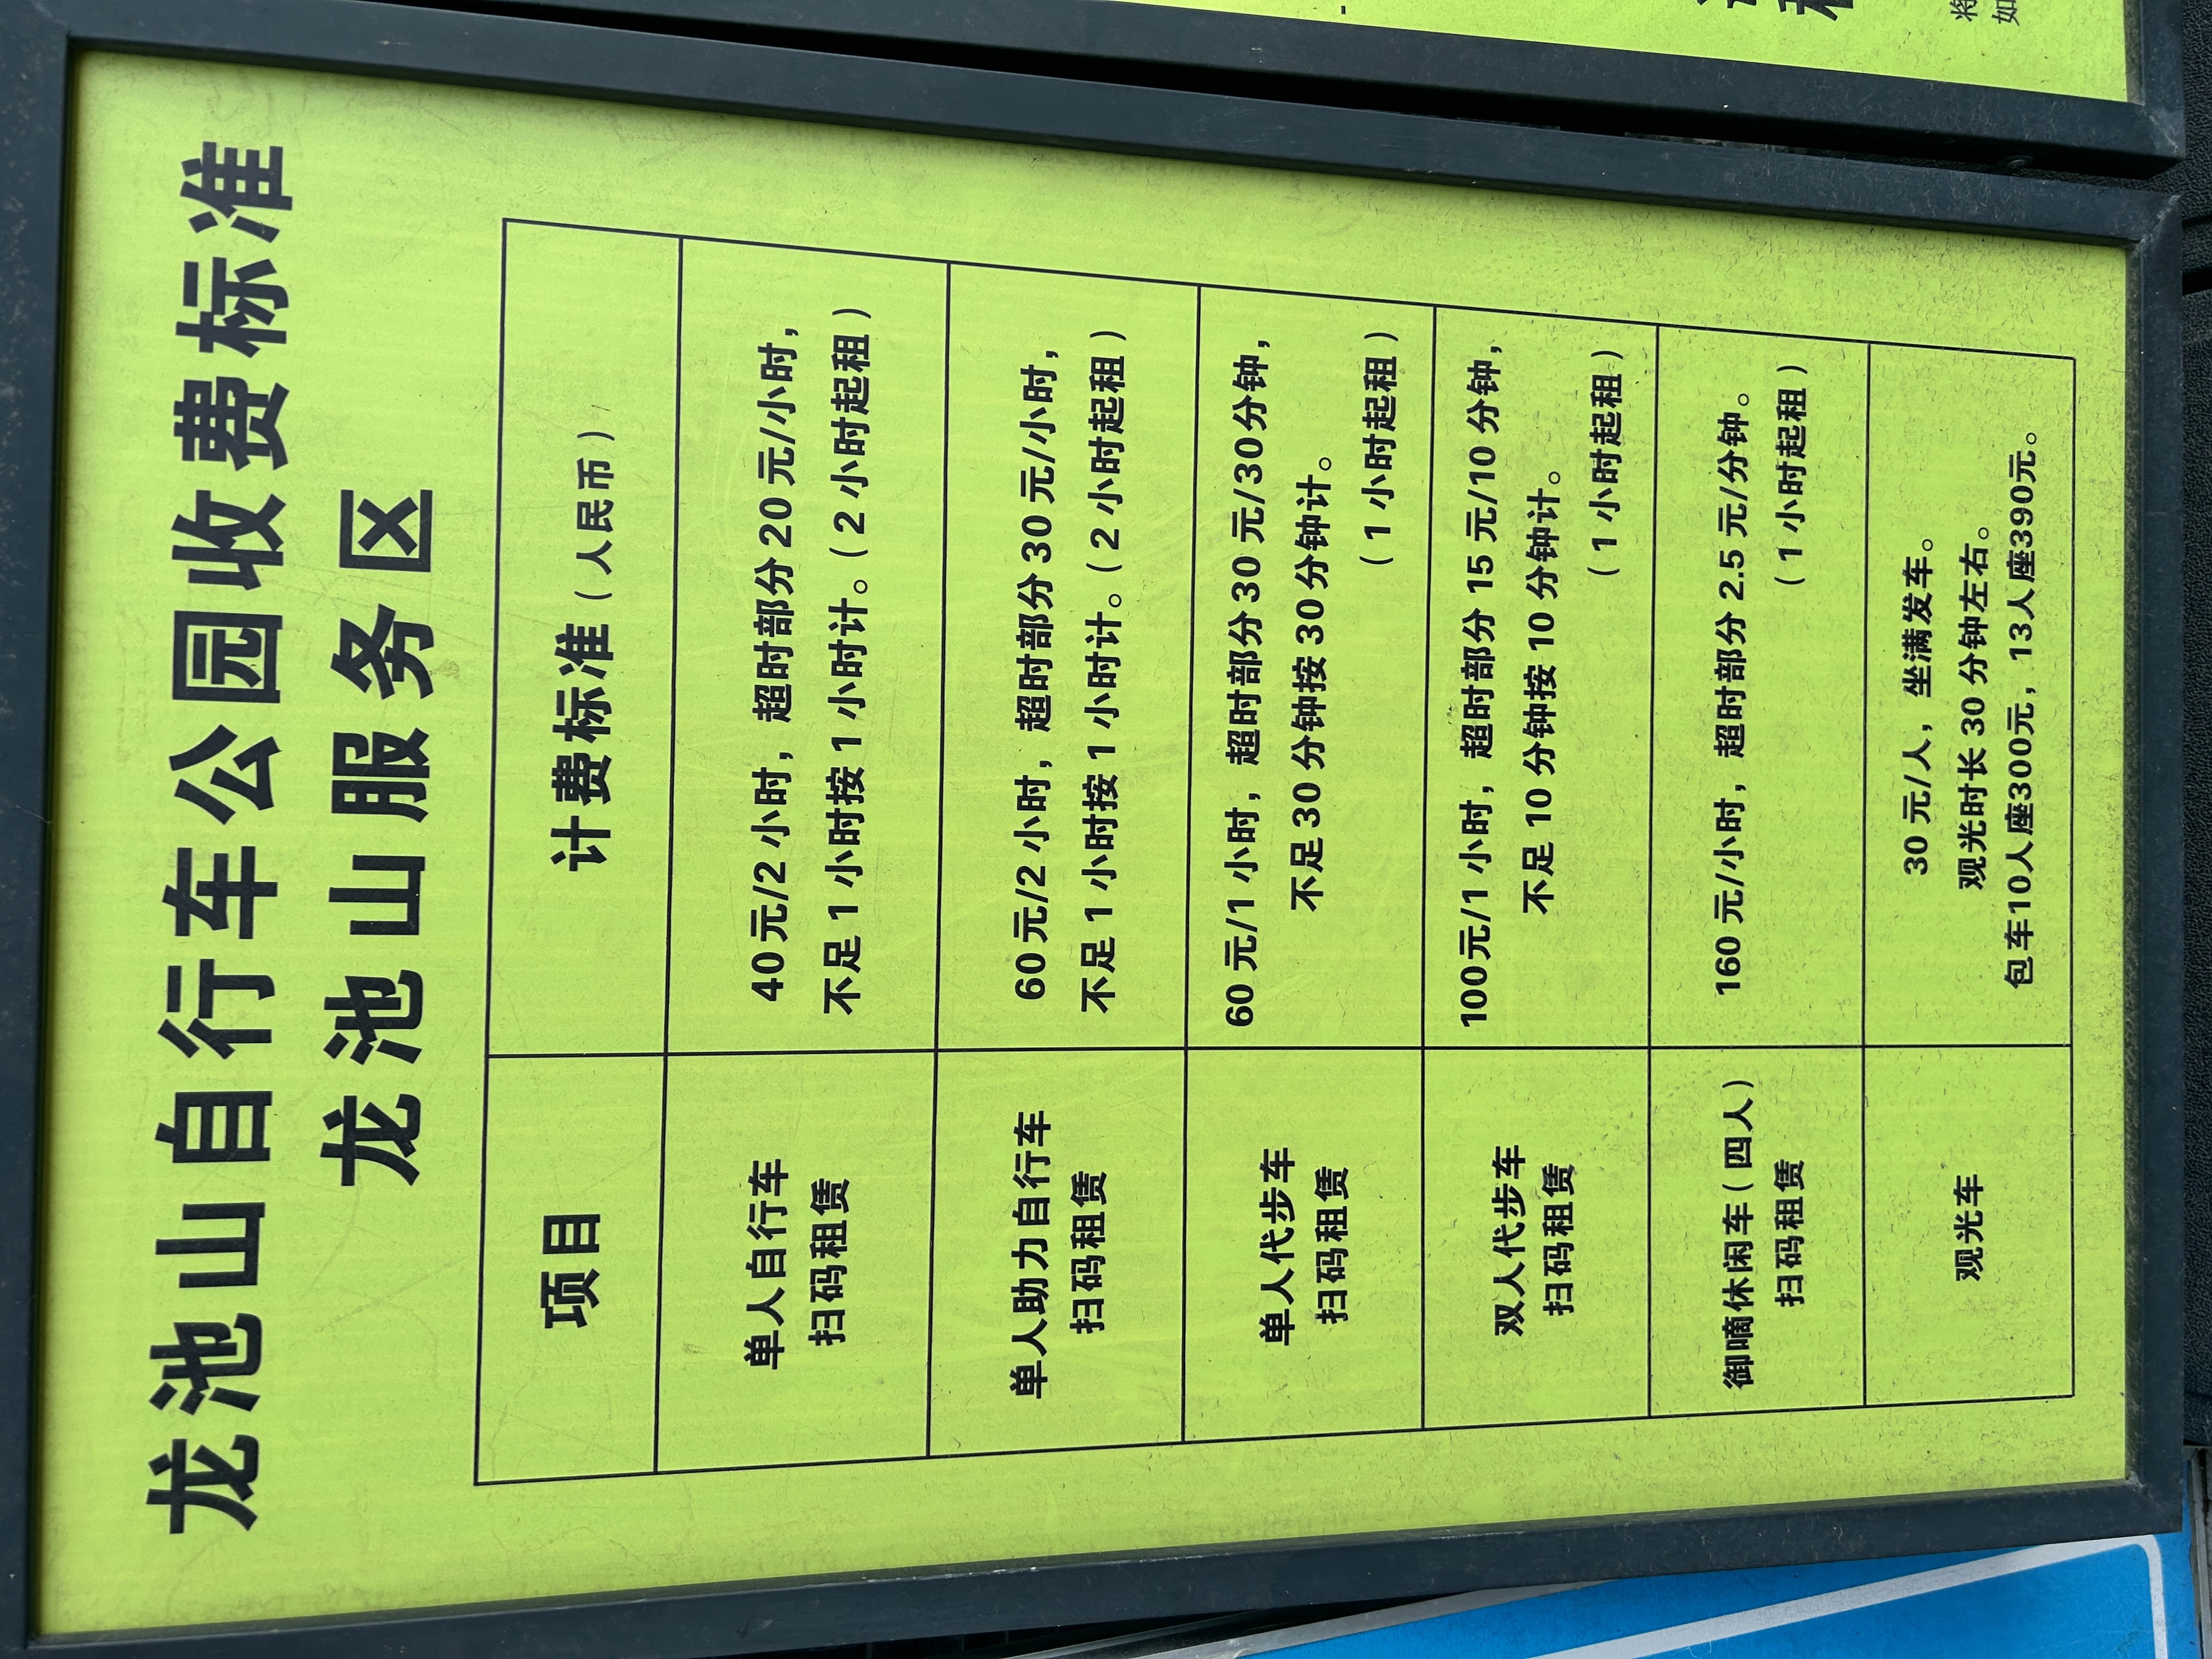 龙池山自行车公园收费标准
龙池山服务区
项目
计费标准（人民币）
单人自行车
扫码租赁
40元/2小时，超时部分20元/小时，
不足1小时按1小时计。（2小时起租）
单人助力自行车
扫码租赁
60元/2小时，超时部分30元/小时，
不足1小时按1小时计。（2小时起租）
单人代步车
扫码租赁
60元/1小时，超时部分30元/30分钟，
不足30分钟按30分钟计。
（1小时起租）
双人代步车
扫码租赁
100元/1小时，超时部分15元/10分钟，
不足10分钟按10分钟计。
（1小时起租）
御嘀休闲车（四人）
扫码租赁
160元/小时，超时部分2.5元/分钟。
（1小时起租）
观光车
30元/人，坐满发车。
观光时长30分钟左右。
包车10人座300元，13人座390元。
将
如